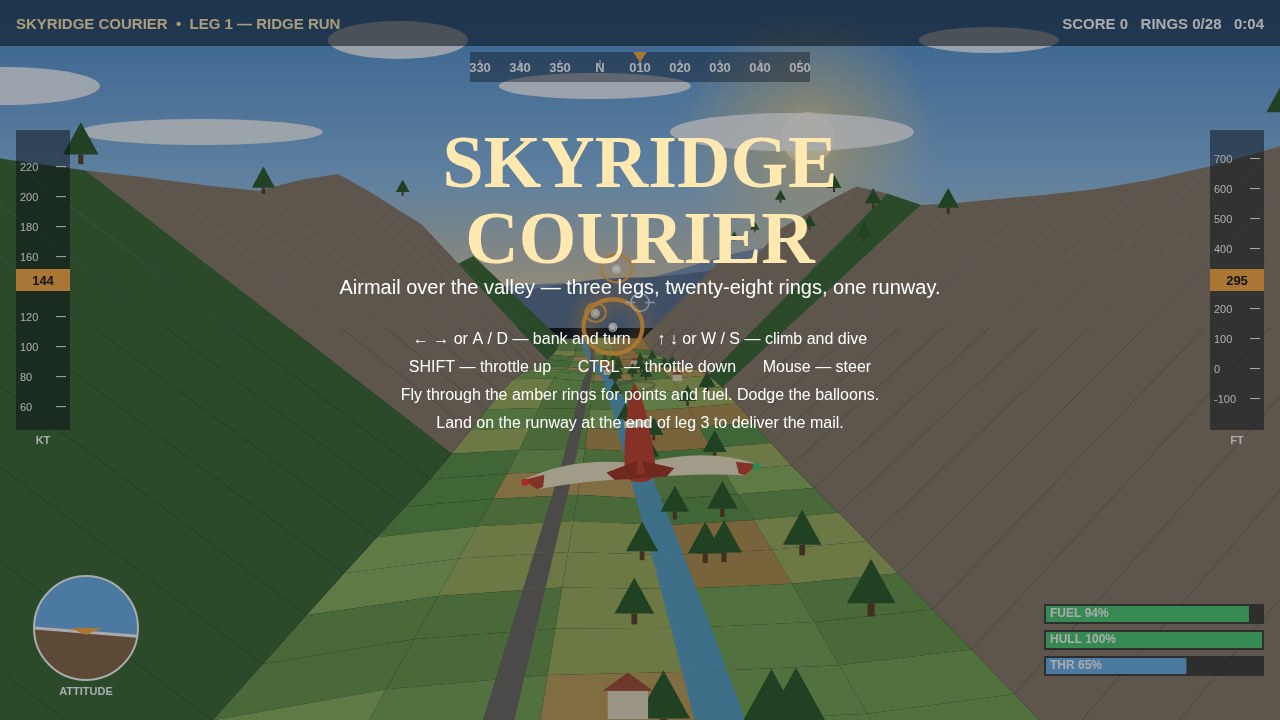 SKYRIDGE COURIER • LEG 1 — RIDGE RUN
SCORE 0 RINGS 0/28 0:04
330 340 350 N 010 020 030 040 050
SKYRIDGE
COURIER
Airmail over the valley — three legs, twenty-eight rings, one runway.
← → or A / D — bank and turn ↑ ↓ or W / S — climb and dive
SHIFT — throttle up CTRL — throttle down Mouse — steer
Fly through the amber rings for points and fuel. Dodge the balloons.
Land on the runway at the end of leg 3 to deliver the mail.
220
200
180
160
144
120
100
80
60
KT
700
600
500
400
295
200
100
0
-100
FT
ATTITUDE
FUEL 94%
HULL 100%
THR 65%